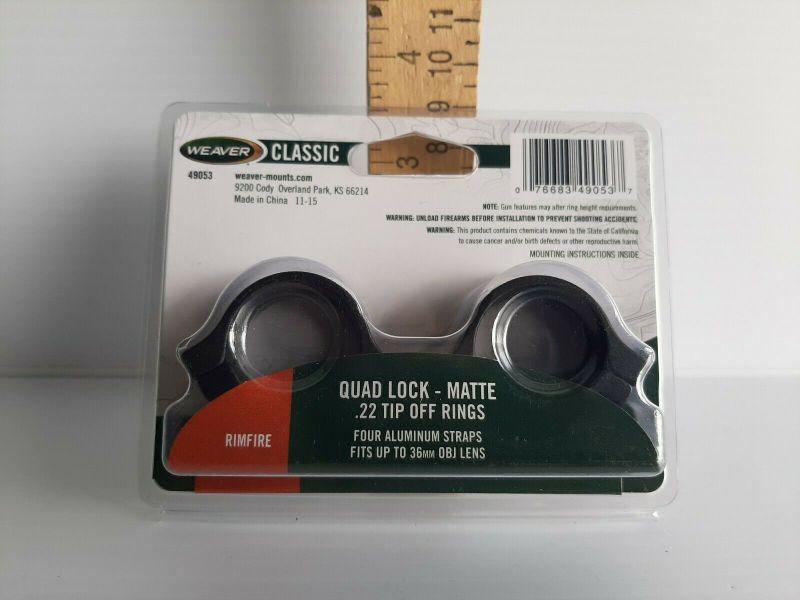 11
4 10
9
3 8
WEAVER CLASSIC
49053 weaver-mounts.com
9200 Cody Overland Park, KS 66214
Made in China 11-15
0 76683 49053 7
NOTE: Gun features may alter ring height requirements.
WARNING: UNLOAD FIREARMS BEFORE INSTALLATION TO PREVENT SHOOTING ACCIDENTS.
WARNING: This product contains chemicals known to the State of California
to cause cancer and/or birth defects or other reproductive harm.
MOUNTING INSTRUCTIONS INSIDE.
QUAD LOCK - MATTE
.22 TIP OFF RINGS
RIMFIRE
FOUR ALUMINUM STRAPS
FITS UP TO 36MM OBJ LENS